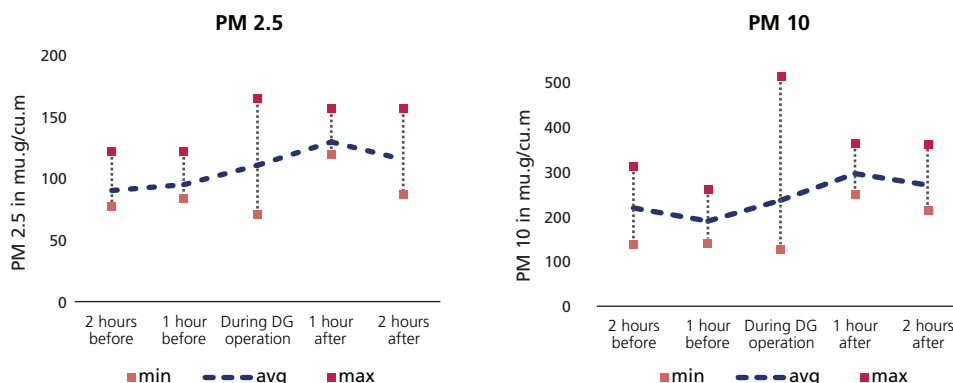 PM 2.5
PM 2.5 in mu.g/cu.m
200
150
100
50
0
2 hours before
1 hour before
During DG operation
1 hour after
2 hours after
min avg max
PM 10
PM 10 in mu.g/cu.m
500
400
300
200
100
0
2 hours before
1 hour before
During DG operation
1 hour after
2 hours after
min avg max